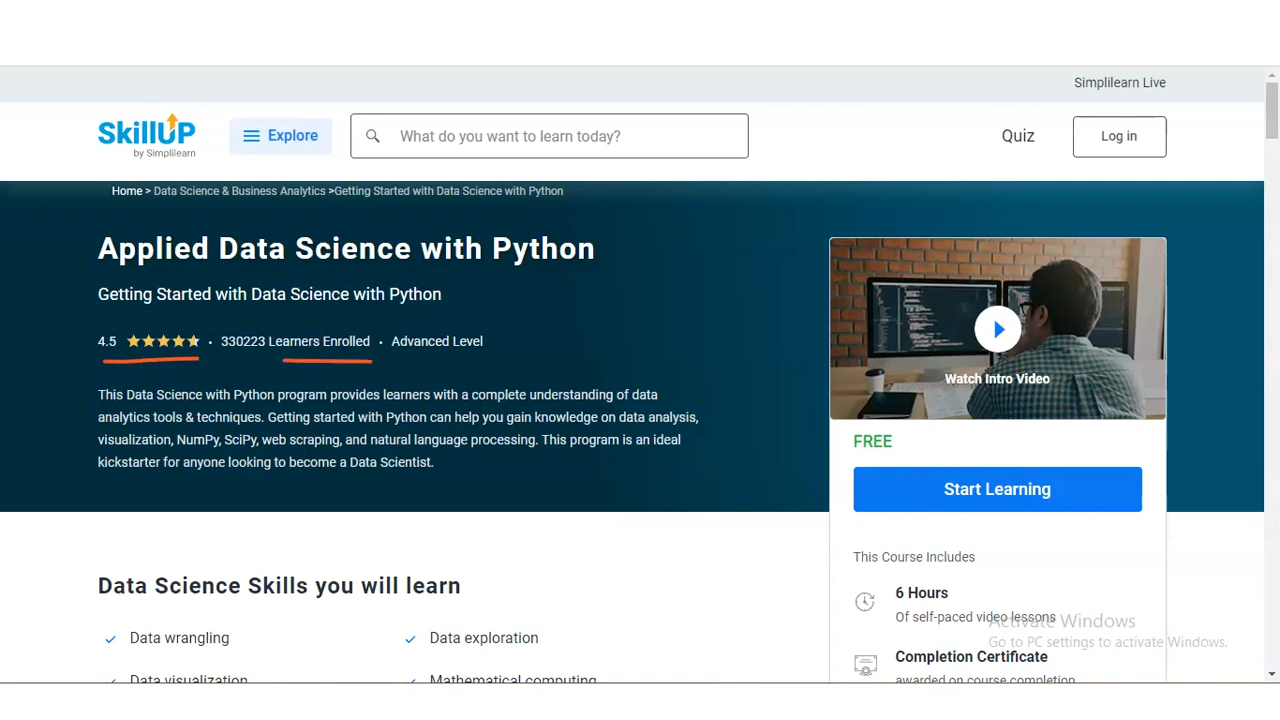 Simplilearn Live
SkillUP
by Simplilearn
Explore
What do you want to learn today?
Quiz
Log in
Home > Data Science & Business Analytics >Getting Started with Data Science with Python
Applied Data Science with Python
Getting Started with Data Science with Python
4.5 · 330223 Learners Enrolled · Advanced Level
This Data Science with Python program provides learners with a complete understanding of data
analytics tools & techniques. Getting started with Python can help you gain knowledge on data analysis,
visualization, NumPy, SciPy, web scraping, and natural language processing. This program is an ideal
kickstarter for anyone looking to become a Data Scientist.
Watch Intro Video
FREE
Start Learning
This Course Includes
6 Hours
Of self-paced video lessons
Completion Certificate
awarded on course completion
Data Science Skills you will learn
Data wrangling
Data exploration
Data visualization
Mathematical computing
Activate Windows
Go to PC settings to activate Windows.